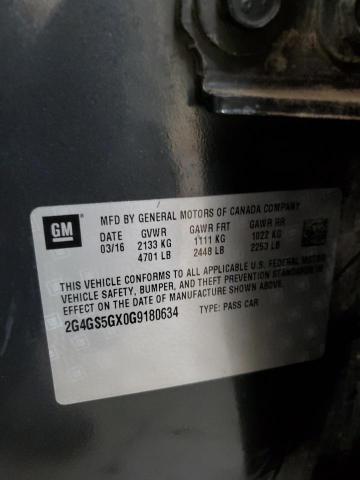 GM
MFD BY GENERAL MOTORS OF CANADA COMPANY
DATE GVWR GAWR FRT GAWR RR
03/16 2133 KG 1111 KG 1022 KG
4701 LB 2448 LB 2253 LB
THIS VEHICLE CONFORMS TO ALL APPLICABLE U.S. FEDERAL MOTOR
VEHICLE SAFETY, BUMPER, AND THEFT PREVENTION STANDARDS IN
EFFECT ON THE DATE OF MANUFACTURE SHOWN ABOVE.
2G4GS5GX0G9180634 TYPE: PASS CAR